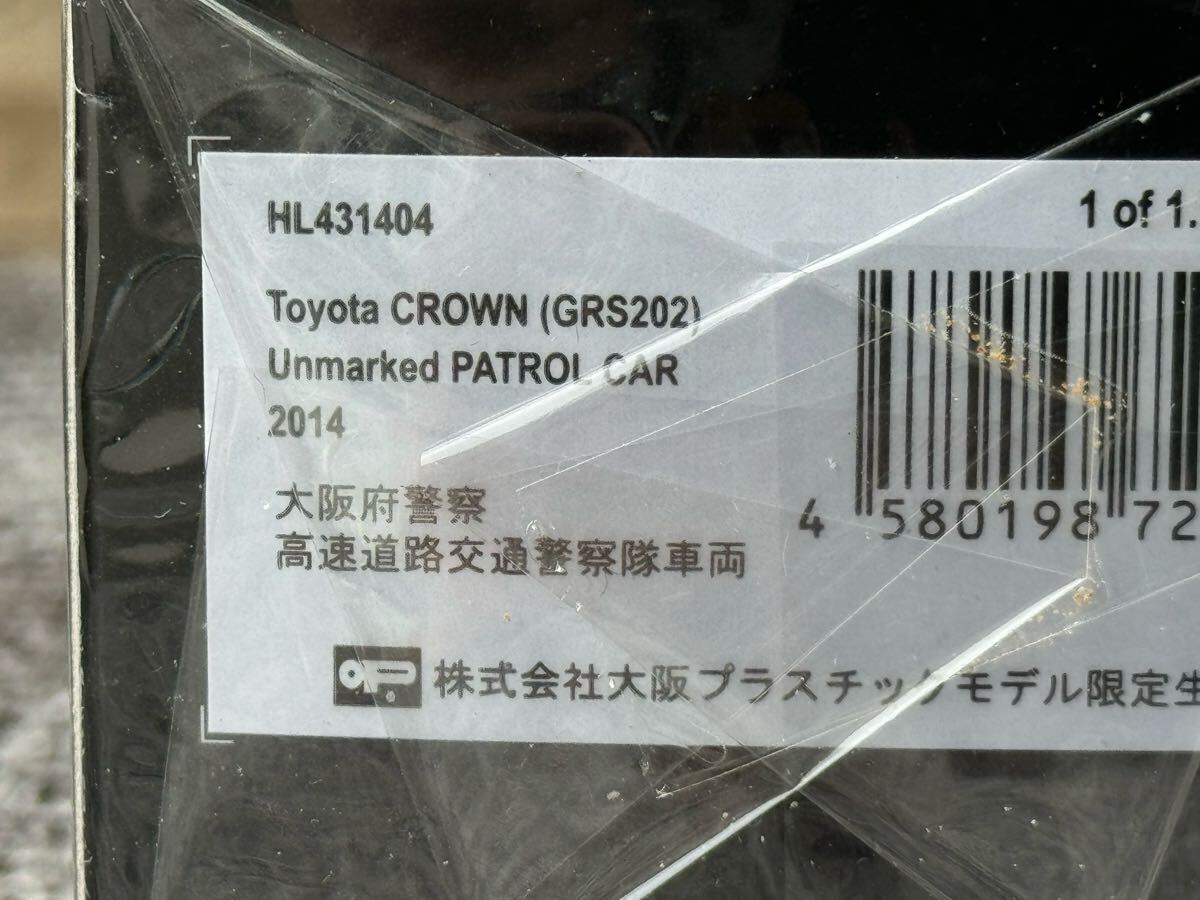 HL431404
1 of 1.
Toyota CROWN (GRS202)
Unmarked PATROL CAR
2014
4 580198 72
大阪府警察
高速道路交通警察隊車両
OP 株式会社大阪プラスチックモデル限定生